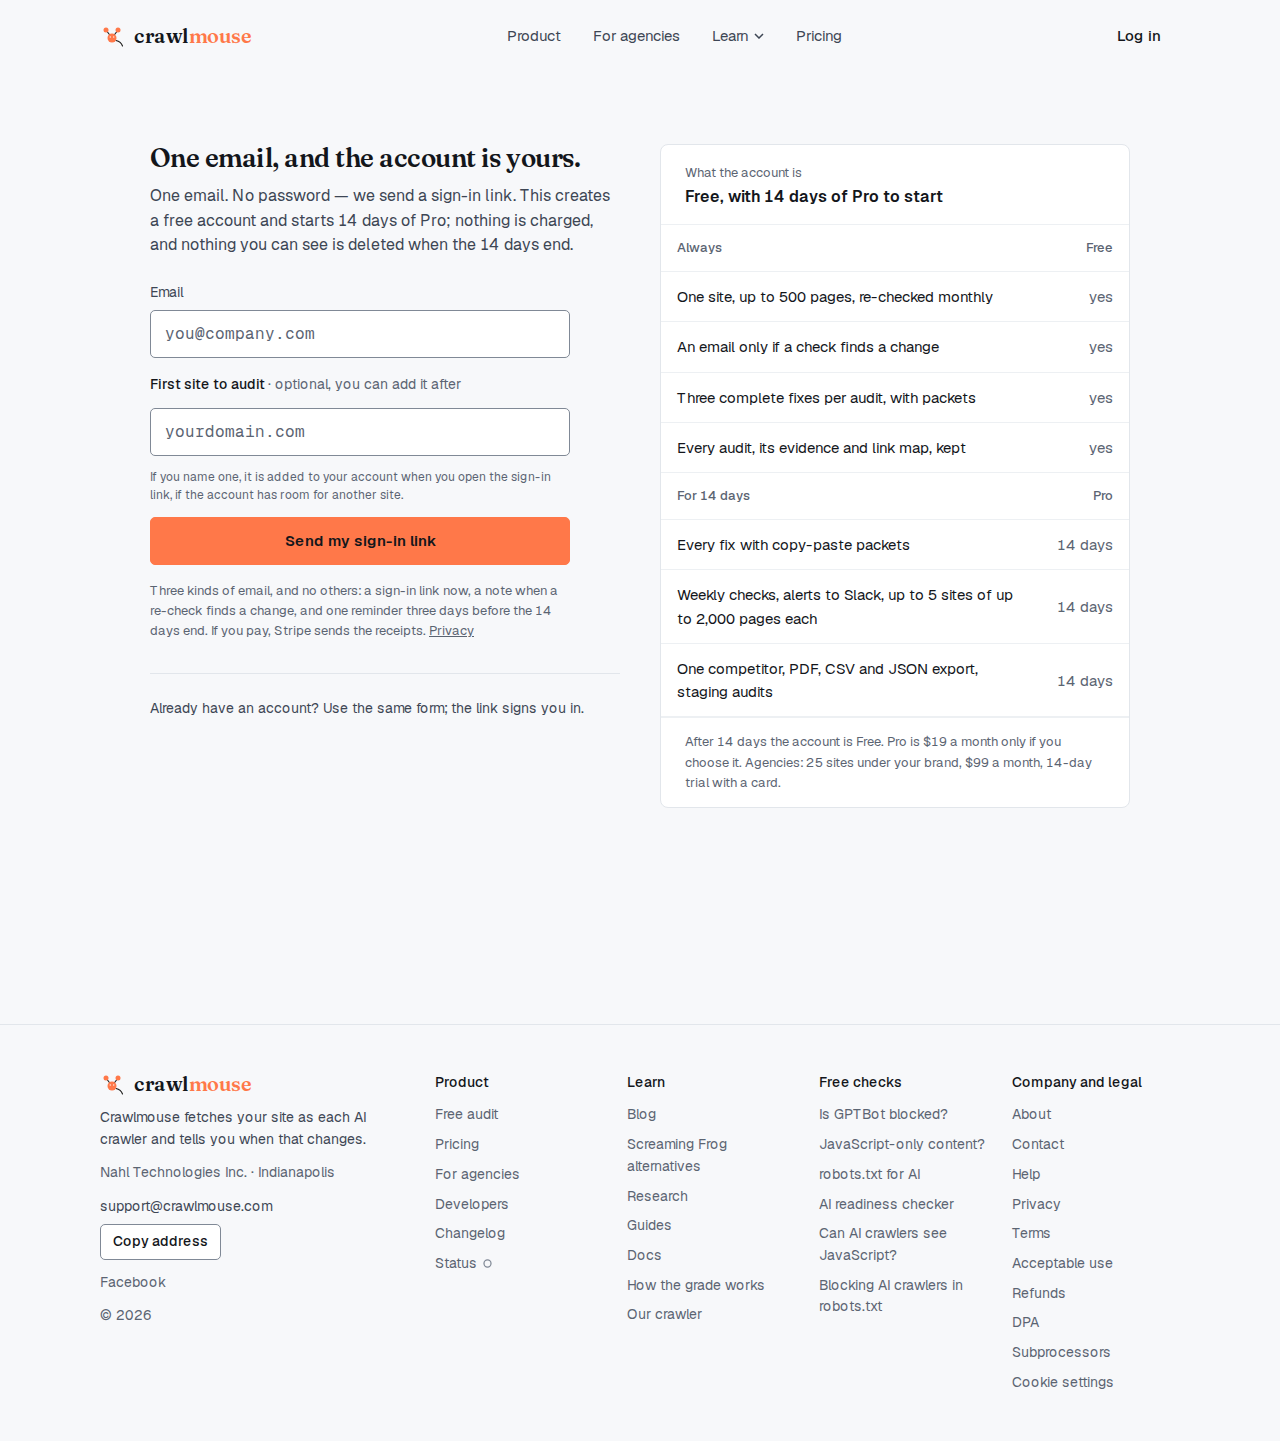 crawlmouse
Product
For agencies
Learn
Pricing
Log in
One email, and the account is yours.
One email. No password — we send a sign-in link. This creates
a free account and starts 14 days of Pro; nothing is charged,
and nothing you can see is deleted when the 14 days end.
Email
you@company.com
First site to audit · optional, you can add it after
yourdomain.com
If you name one, it is added to your account when you open the sign-in
link, if the account has room for another site.
Send my sign-in link
Three kinds of email, and no others: a sign-in link now, a note when a
re-check finds a change, and one reminder three days before the 14
days end. If you pay, Stripe sends the receipts. Privacy
Already have an account? Use the same form; the link signs you in.
What the account is
Free, with 14 days of Pro to start
Always Free
One site, up to 500 pages, re-checked monthly yes
An email only if a check finds a change yes
Three complete fixes per audit, with packets yes
Every audit, its evidence and link map, kept yes
For 14 days Pro
Every fix with copy-paste packets 14 days
Weekly checks, alerts to Slack, up to 5 sites of up
to 2,000 pages each 14 days
One competitor, PDF, CSV and JSON export,
staging audits 14 days
After 14 days the account is Free. Pro is $19 a month only if you
choose it. Agencies: 25 sites under your brand, $99 a month, 14-day
trial with a card.
crawlmouse
Crawlmouse fetches your site as each AI
crawler and tells you when that changes.
Nahl Technologies Inc. · Indianapolis
support@crawlmouse.com
Copy address
Facebook
© 2026
Product
Free audit
Pricing
For agencies
Developers
Changelog
Status
Learn
Blog
Screaming Frog
alternatives
Research
Guides
Docs
How the grade works
Our crawler
Free checks
Is GPTBot blocked?
JavaScript-only content?
robots.txt for AI
AI readiness checker
Can AI crawlers see
JavaScript?
Blocking AI crawlers in
robots.txt
Company and legal
About
Contact
Help
Privacy
Terms
Acceptable use
Refunds
DPA
Subprocessors
Cookie settings